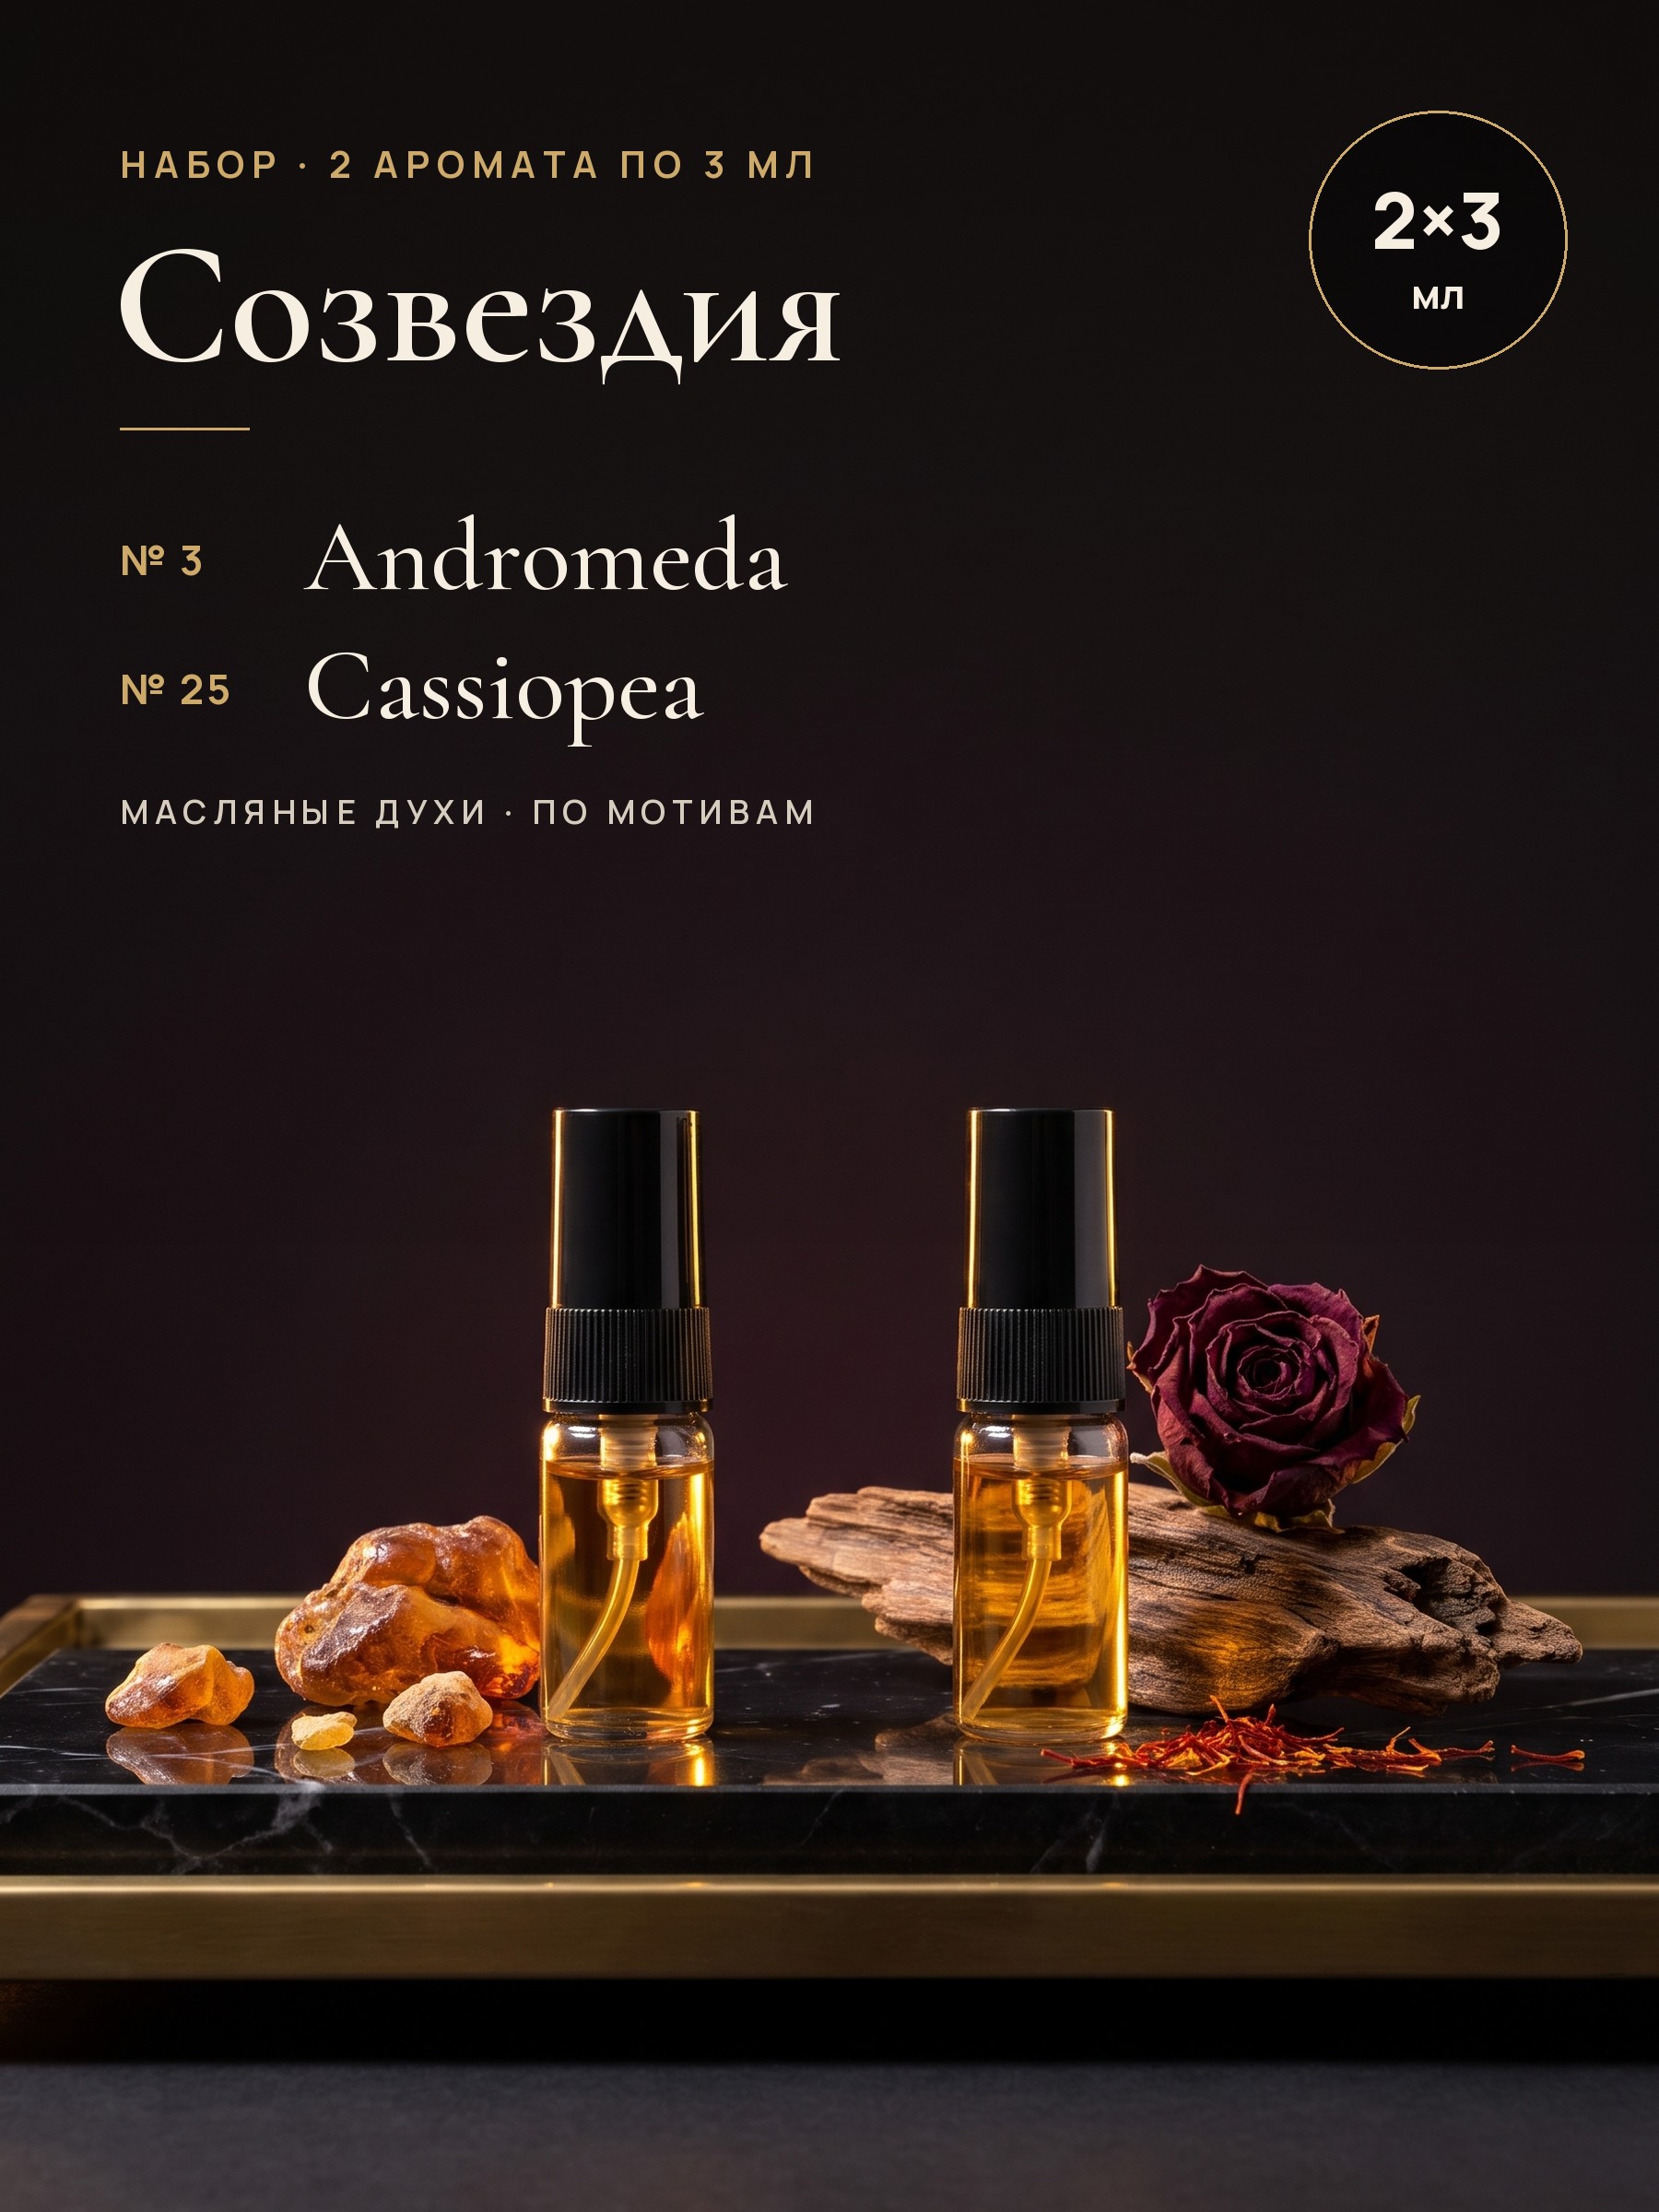 НАБОР · 2 АРОМАТА ПО 3 МЛ
2×3
мл
Созвездия
№ 3 Andromeda
№ 25 Cassiopea
МАСЛЯНЫЕ ДУХИ · ПО МОТИВАМ